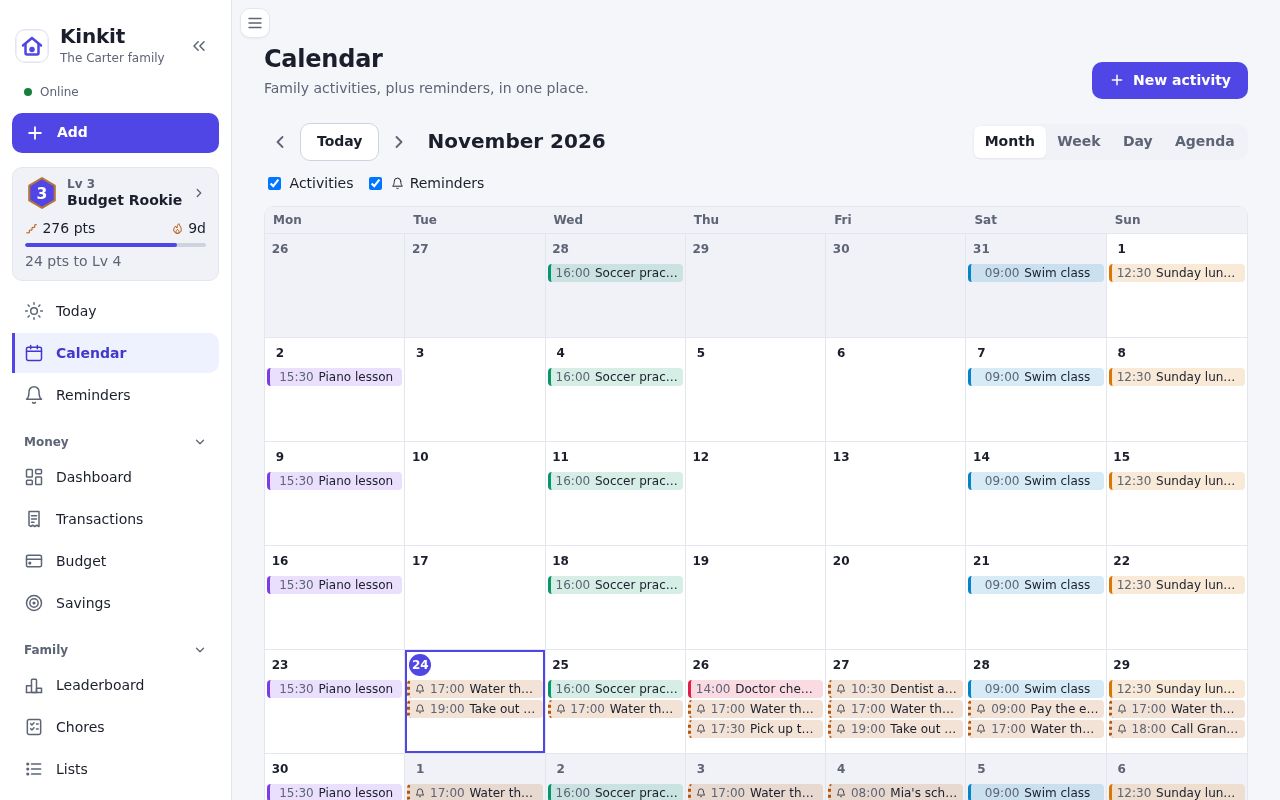 Kinkit
The Carter family
Online
Add
3
Lv 3
Budget Rookie
276 pts
9d
24 pts to Lv 4
Today
Calendar
Reminders
Money
Dashboard
Transactions
Budget
Savings
Family
Leaderboard
Chores
Lists
Calendar
Family activities, plus reminders, in one place.
New activity
Today
November 2026
Month Week Day Agenda
Activities Reminders
Mon Tue Wed Thu Fri Sat Sun
26 27 28 29 30 31 1
16:00 Soccer prac… 09:00 Swim class 12:30 Sunday lun…
2 3 4 5 6 7 8
15:30 Piano lesson 16:00 Soccer prac… 09:00 Swim class 12:30 Sunday lun…
9 10 11 12 13 14 15
15:30 Piano lesson 16:00 Soccer prac… 09:00 Swim class 12:30 Sunday lun…
16 17 18 19 20 21 22
15:30 Piano lesson 16:00 Soccer prac… 09:00 Swim class 12:30 Sunday lun…
23 24 25 26 27 28 29
15:30 Piano lesson 17:00 Water th… 16:00 Soccer prac… 14:00 Doctor che… 10:30 Dentist a… 09:00 Swim class 12:30 Sunday lun…
19:00 Take out … 17:00 Water th… 17:00 Water th… 17:00 Water th… 09:00 Pay the e… 17:00 Water th…
17:30 Pick up t… 19:00 Take out … 17:00 Water th… 18:00 Call Gran…
30 1 2 3 4 5 6
15:30 Piano lesson 17:00 Water th… 16:00 Soccer prac… 17:00 Water th… 08:00 Mia's sch… 09:00 Swim class 12:30 Sunday lun…